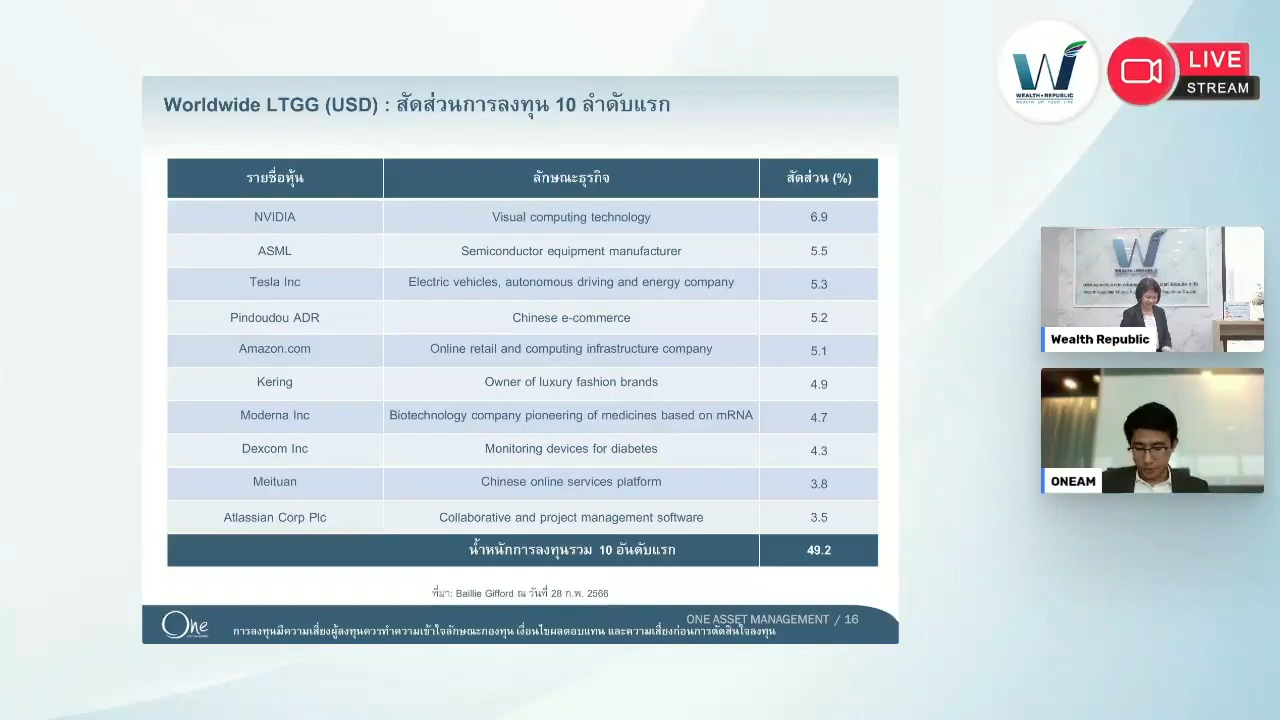 WEALTH REPUBLIC
WEALTH UP YOUR LIFE
LIVE
STREAM
Worldwide LTGG (USD) : สัดส่วนการลงทุน 10 ลำดับแรก
รายชื่อหุ้น ลักษณะธุรกิจ สัดส่วน (%)
NVIDIA Visual computing technology 6.9
ASML Semiconductor equipment manufacturer 5.5
Tesla Inc Electric vehicles, autonomous driving and energy company 5.3
Pindoudou ADR Chinese e-commerce 5.2
Amazon.com e retail and computing infrastructure company 5.1
Kering Owner of luxury fashion brands 4.9
Moderna Inc Biotechnology company pioneering of medicines based on mRNA 4.7
Dexcom Inc Monitoring devices for diabetes 4.3
Meituan Chinese online services platform 3.8
Atlassian Corp Plc Collaborative and project management software 3.5
น้ำหนักการลงทุนรวม 10 อันดับแรก 49.2
ที่มา: Baillie Gifford ณ วันที่ 28 ก.พ. 2566
One
ONE ASSET MANAGEMENT / 16
การลงทุนมีความเสี่ยงผู้ลงทุนควรทำความเข้าใจลักษณะกองทุน เงื่อนไขผลตอบแทน และความเสี่ยงก่อนการตัดสินใจลงทุน
Wealth Republic
ONEAM